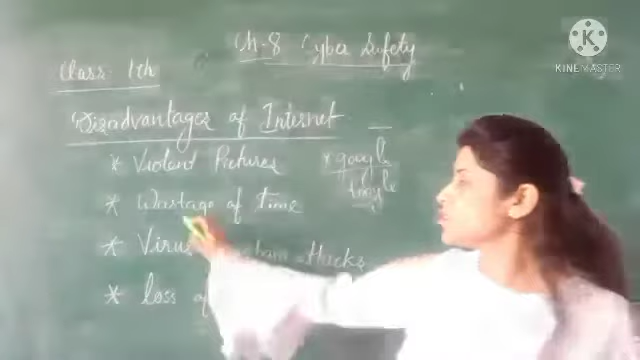 Ch-8 Cyber Safety
Class: 1th
Disadvantages of Internet
* Violent Pictures
* google
* Wastage of time
* Virus
* loss of
KINEMASTER